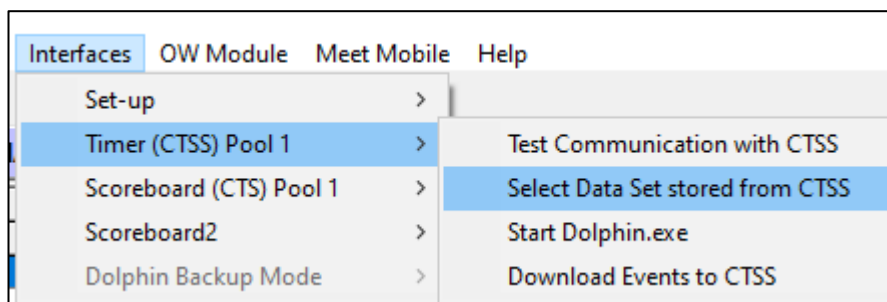 Interfaces OW Module Meet Mobile Help
Set-up
Timer (CTSS) Pool 1
Scoreboard (CTS) Pool 1
Scoreboard2
Dolphin Backup Mode
Test Communication with CTSS
Select Data Set stored from CTSS
Start Dolphin.exe
Download Events to CTSS